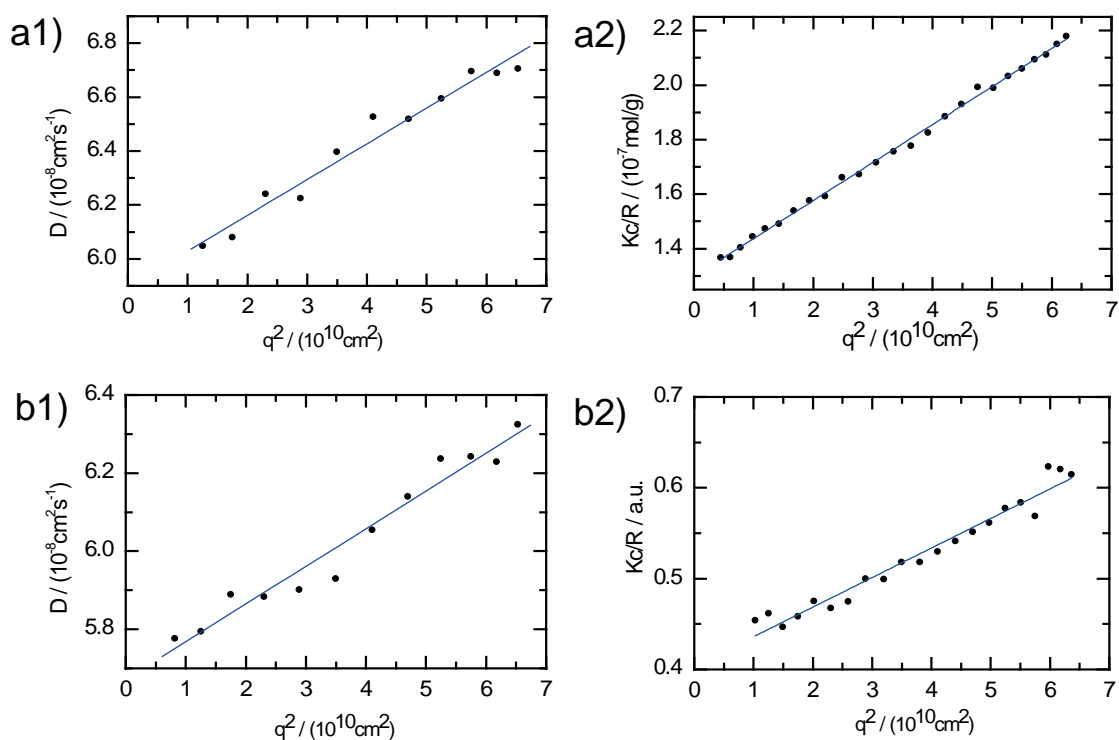 a1)
6.8
6.6
6.4
6.2
6.0
D / (10⁻⁸cm²s⁻¹)
0 1 2 3 4 5 6 7
q² / (10¹⁰cm²)
a2)
2.2
2.0
1.8
1.6
1.4
Kc/R / (10⁻⁷mol/g)
0 1 2 3 4 5 6 7
q² / (10¹⁰cm²)
b1)
6.4
6.2
6.0
5.8
D / (10⁻⁸cm²s⁻¹)
0 1 2 3 4 5 6 7
q² / (10¹⁰cm²)
b2)
0.7
0.6
0.5
0.4
Kc/R / a.u.
0 1 2 3 4 5 6 7
q² / (10¹⁰cm²)